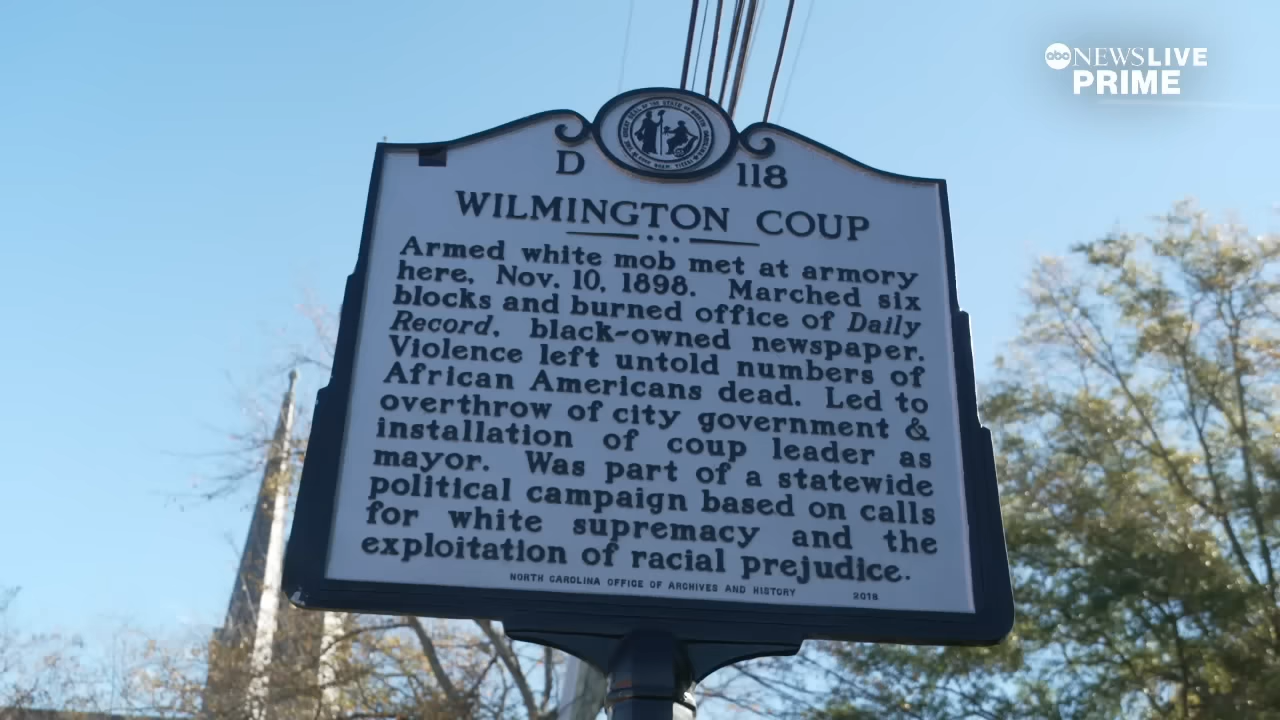 abc NEWS LIVE
PRIME
D 118
WILMINGTON COUP
Armed white mob met at armory
here, Nov. 10, 1898. Marched six
blocks and burned office of Daily
Record, black-owned newspaper.
Violence left untold numbers of
African Americans dead. Led to
overthrow of city government &
installation of coup leader as
mayor. Was part of a statewide
political campaign based on calls
for white supremacy and the
exploitation of racial prejudice.
NORTH CAROLINA OFFICE OF ARCHIVES AND HISTORY 2018